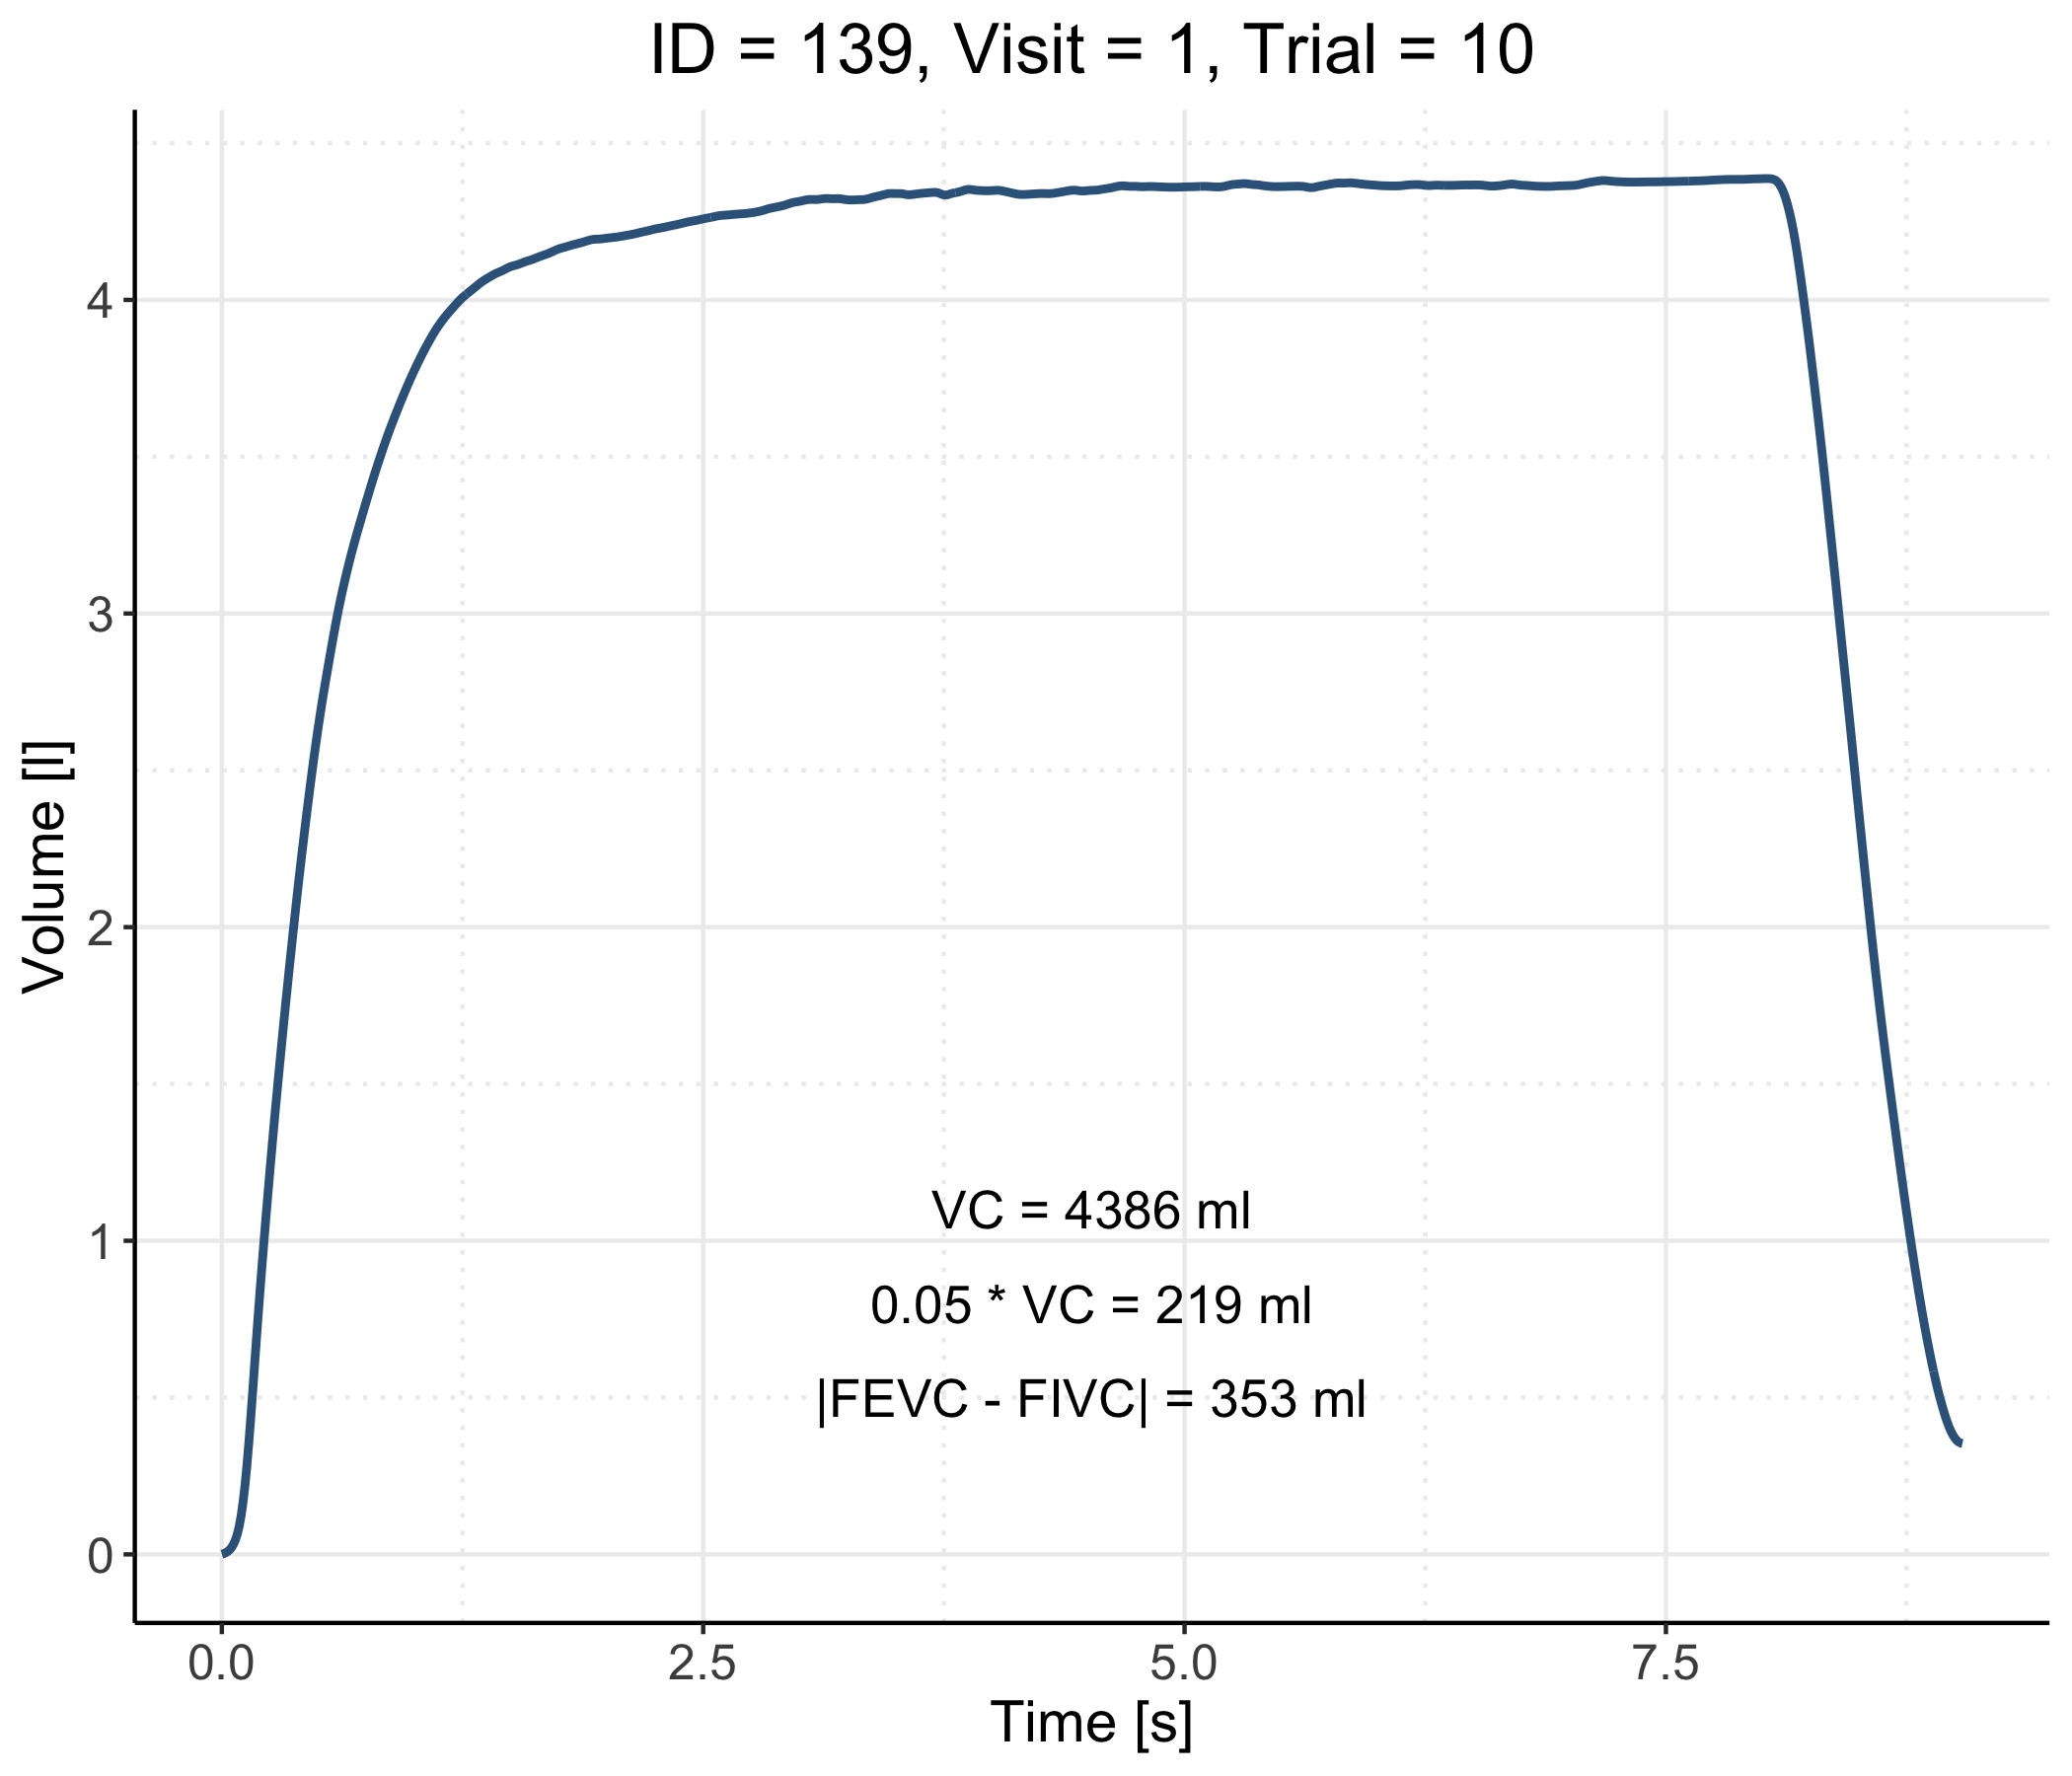 ID = 139, Visit = 1, Trial = 10
Volume [l]
4
3
2
1
0
VC = 4386 ml
0.05 * VC = 219 ml
|FEVC - FIVC| = 353 ml
0.0 2.5 5.0 7.5
Time [s]